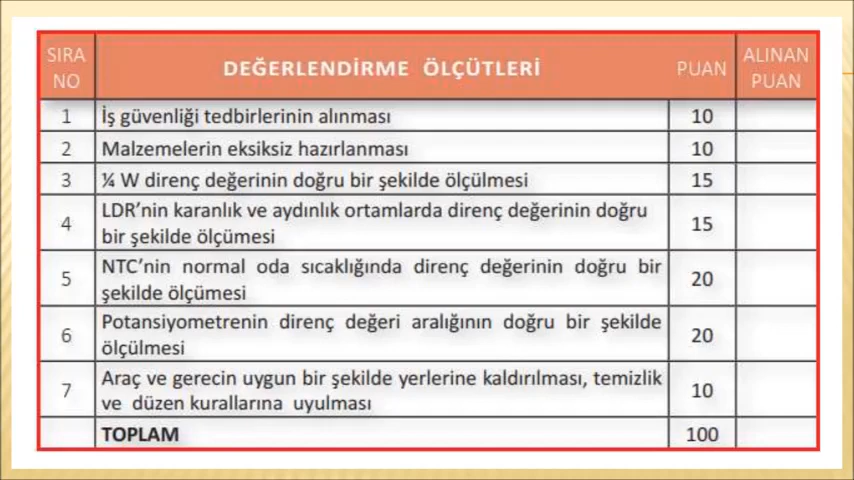 SIRA NO DEĞERLENDİRME ÖLÇÜTLERİ PUAN ALINAN PUAN
1 İş güvenliği tedbirlerinin alınması 10
2 Malzemelerin eksiksiz hazırlanması 10
3 ¼ W direnç değerinin doğru bir şekilde ölçülmesi 15
4 LDR’nin karanlık ve aydınlık ortamlarda direnç değerinin doğru
bir şekilde ölçümesi 15
5 NTC’nin normal oda sıcaklığında direnç değerinin doğru bir
şekilde ölçümesi 20
6 Potansiyometrenin direnç değeri aralığının doğru bir şekilde
ölçülmesi 20
7 Araç ve gerecin uygun bir şekilde yerlerine kaldırılması, temizlik
ve düzen kurallarına uyulması 10
TOPLAM 100